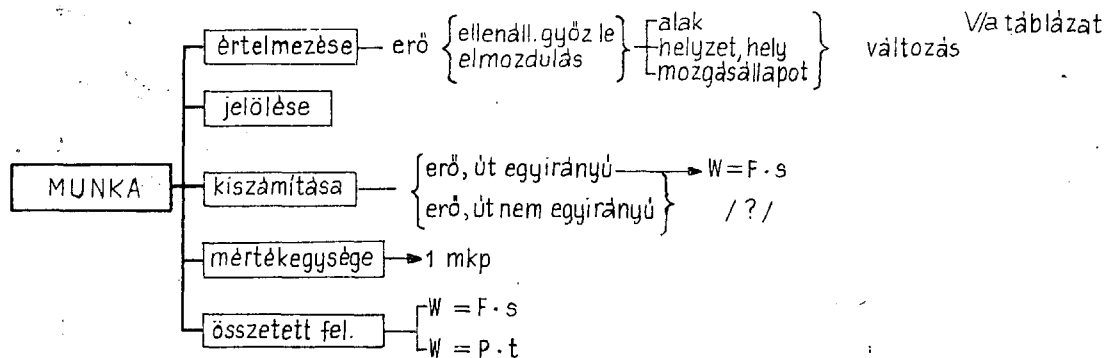 V/a táblázat
értelmezése — erő { ellenáll. győz le } alak } változás
elmozdulás helyzet, hely
mozgásállapot
jelölése
MUNKA
kiszámítása — { erő, út egyirányú → W = F · s
erő, út nem egyirányú } /?/
mértékegysége → 1 mkp
összetett fel. W = F · s
W = P · t